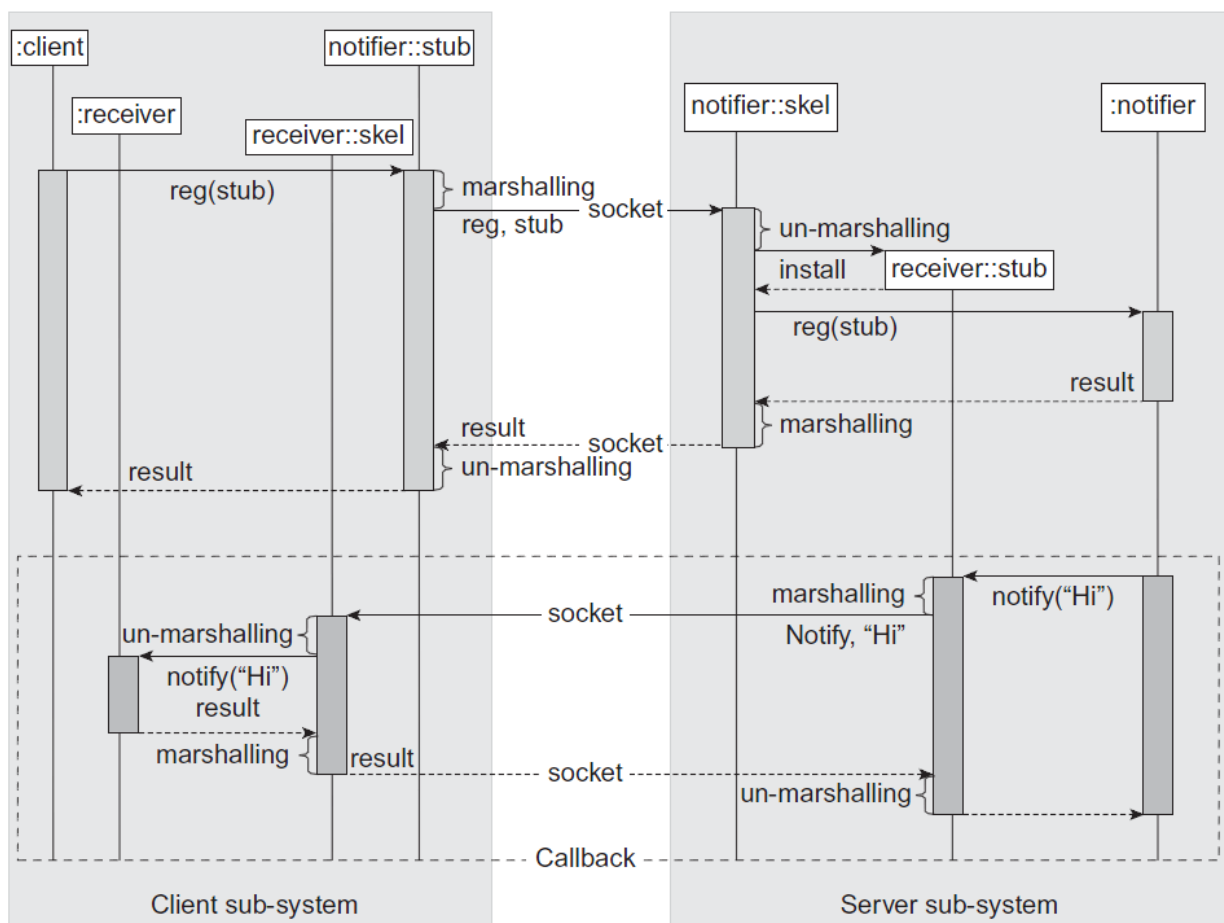 :client
notifier::stub
:receiver
receiver::skel
notifier::skel
:notifier
reg(stub)
marshalling
reg, stub
socket
un-marshalling
install
receiver::stub
reg(stub)
result
marshalling
result
socket
un-marshalling
result
marshalling
notify(“Hi”)
socket
Notify, “Hi”
un-marshalling
notify(“Hi”)
result
marshalling
result
socket
un-marshalling
Callback
Client sub-system
Server sub-system